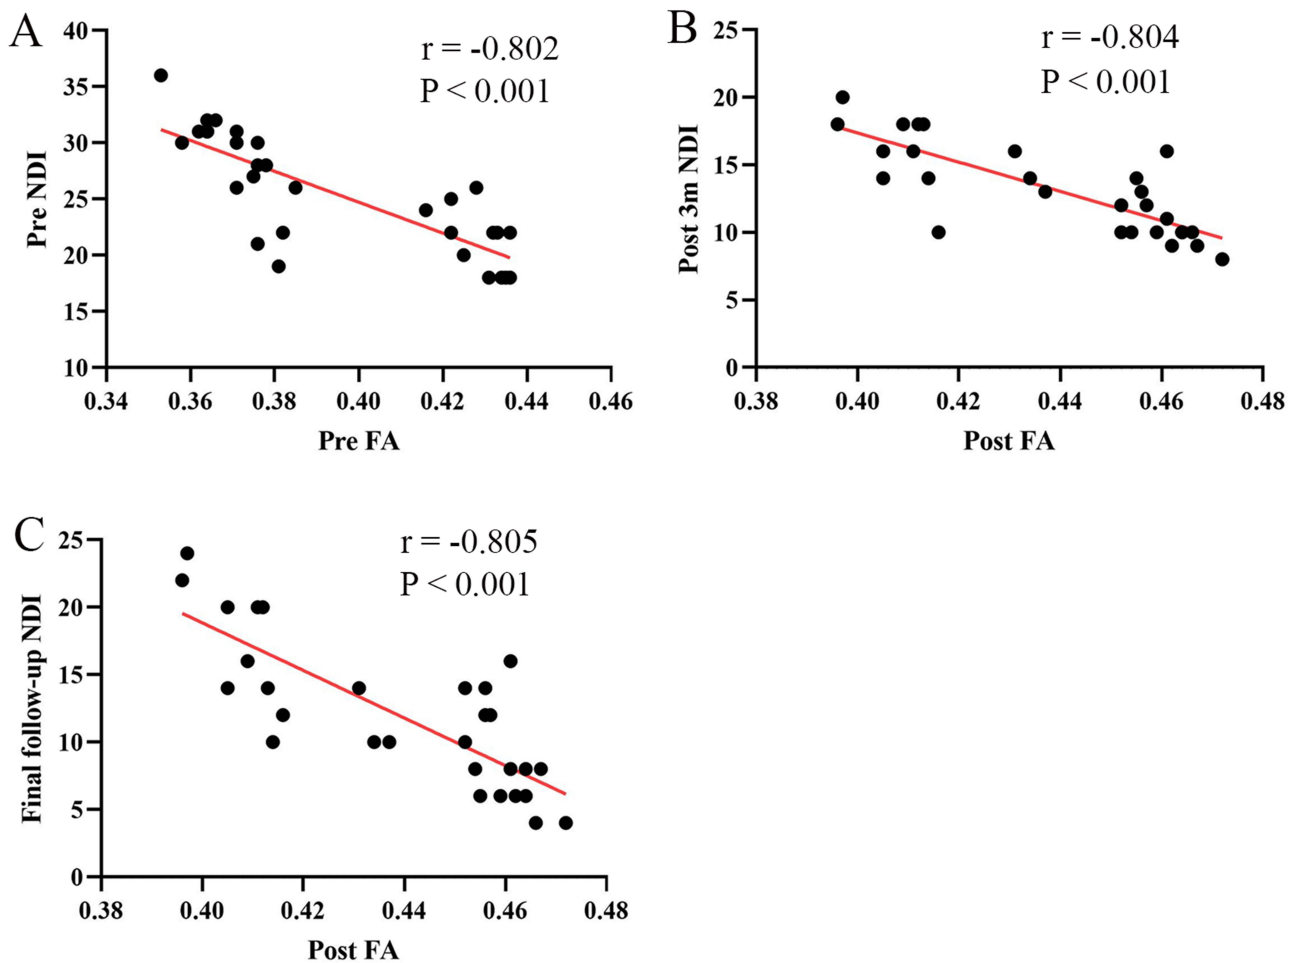 A
r = -0.802
P < 0.001
40
35
30
25
20
15
10
Pre NDI
0.34 0.36 0.38 0.40 0.42 0.44 0.46
Pre FA
B
r = -0.804
P < 0.001
25
20
15
10
5
0
Post 3m NDI
0.38 0.40 0.42 0.44 0.46 0.48
Post FA
C
r = -0.805
P < 0.001
25
20
15
10
5
0
Final follow-up NDI
0.38 0.40 0.42 0.44 0.46 0.48
Post FA